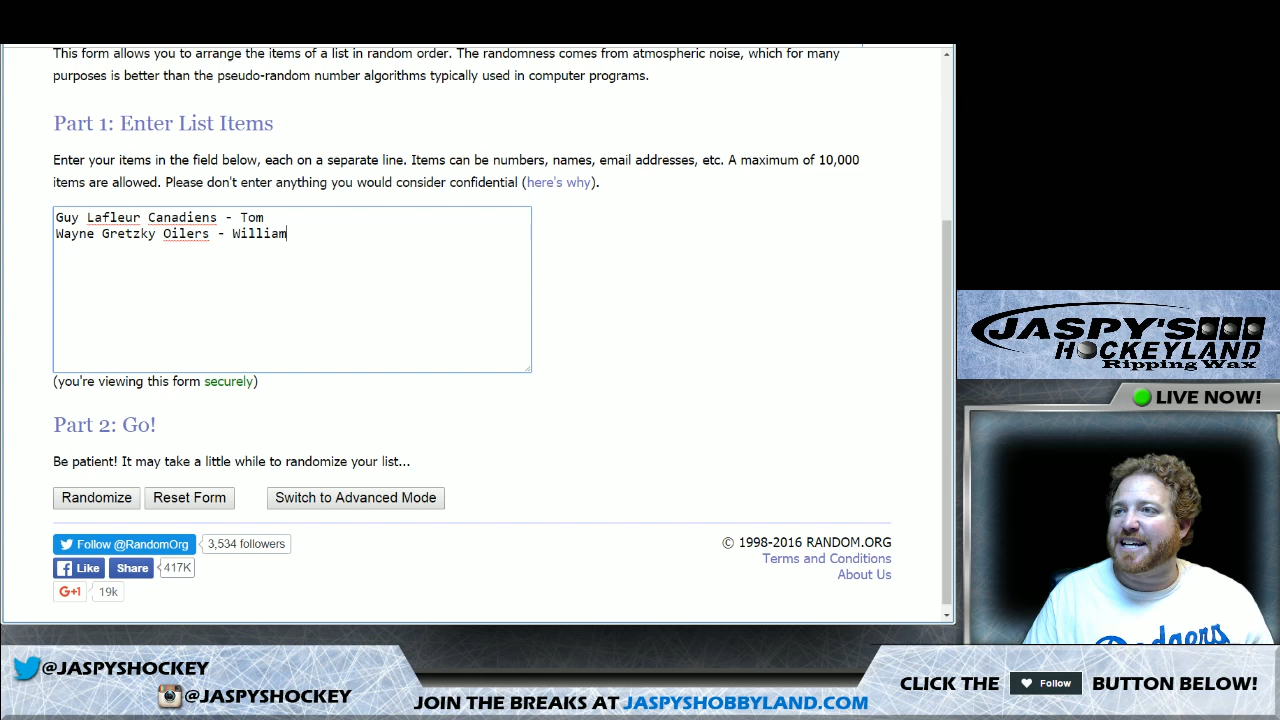 This form allows you to arrange the items of a list in random order. The randomness comes from atmospheric noise, which for many
purposes is better than the pseudo-random number algorithms typically used in computer programs.
Part 1: Enter List Items
Enter your items in the field below, each on a separate line. Items can be numbers, names, email addresses, etc. A maximum of 10,000
items are allowed. Please don't enter anything you would consider confidential (here's why).
Guy Lafleur Canadiens - Tom
Wayne Gretzky Oilers - William
(you're viewing this form securely)
Part 2: Go!
Be patient! It may take a little while to randomize your list...
Randomize Reset Form Switch to Advanced Mode
Follow @RandomOrg 3,534 followers
Like Share 417K
G+1 19k
© 1998-2016 RANDOM.ORG
Terms and Conditions
About Us
JASPY'S
HOCKEYLAND
Ripping Wax
LIVE NOW!
Dodgers
@JASPYSHOCKEY
@JASPYSHOCKEY
JOIN THE BREAKS AT JASPYSHOBBYLAND.COM
CLICK THE Follow BUTTON BELOW!